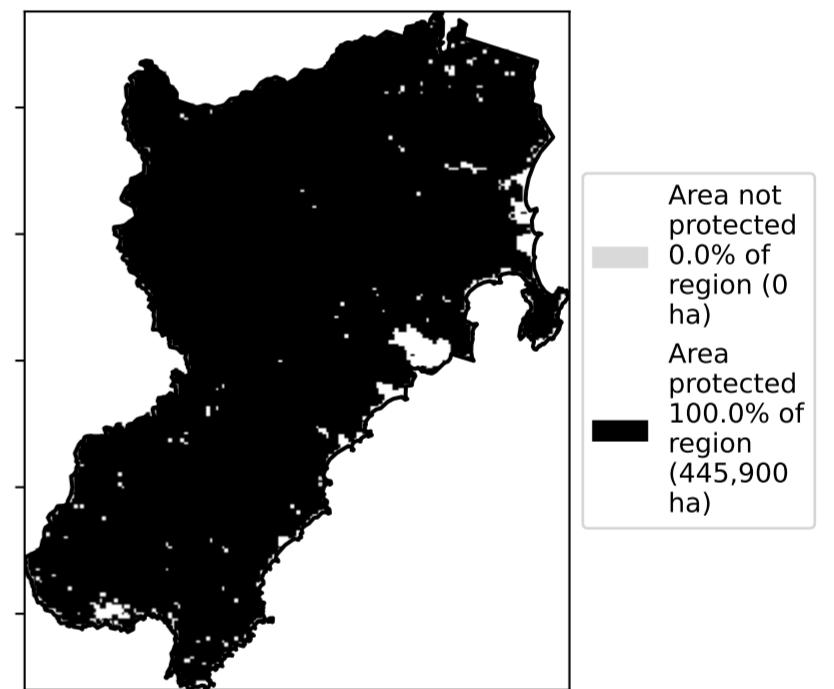 Area not
protected
0.0% of
region (0
ha)
Area
protected
100.0% of
region
(445,900
ha)